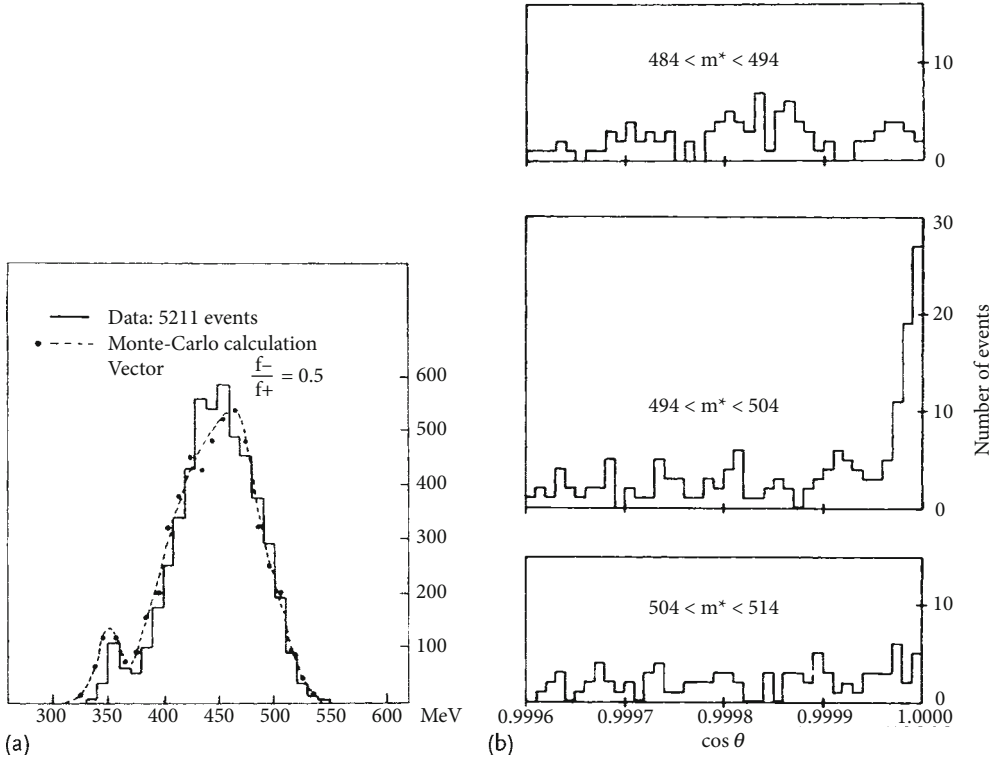 Data: 5211 events
Monte-Carlo calculation
Vector
f−
f+
= 0.5
600
500
400
300
200
100
300 350 400 450 500 550 600 MeV
(a)
484 < m* < 494
10
0
494 < m* < 504
30
20
10
0
Number of events
504 < m* < 514
10
0
0.9996 0.9997 0.9998 0.9999 1.0000
cos θ
(b)